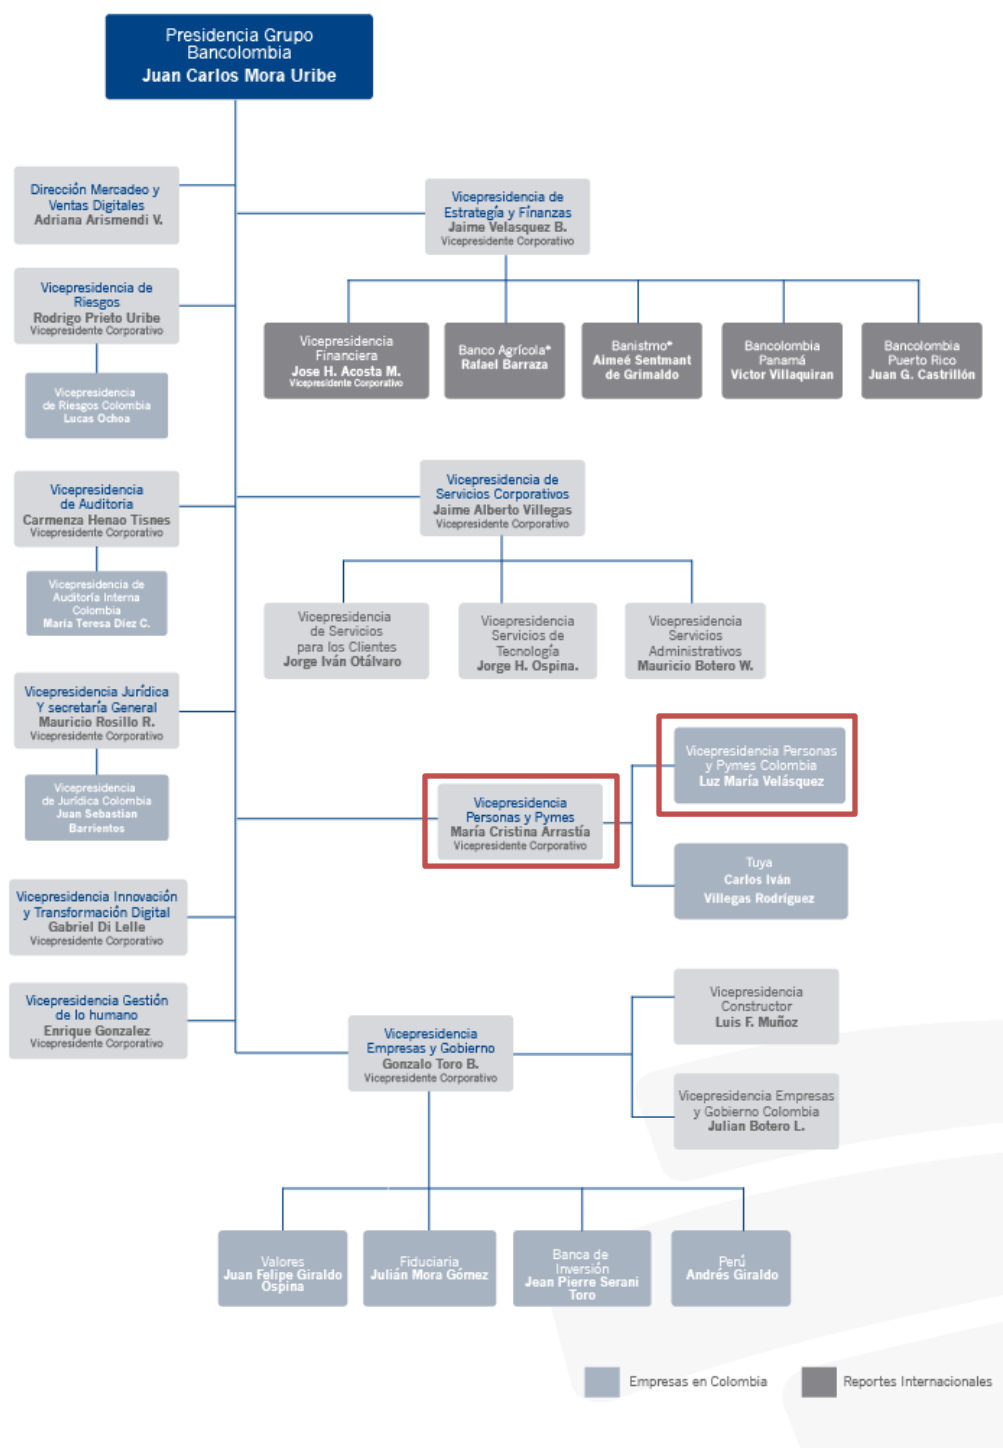 Presidencia Grupo
Bancolombia
Juan Carlos Mora Uribe
Dirección Mercadeo y
Ventas Digitales
Adriana Arismendi V.
Vicepresidencia de
Estrategia y Finanzas
Jaime Velasquez B.
Vicepresidente Corporativo
Vicepresidencia de
Riesgos
Rodrigo Prieto Uribe
Vicepresidente Corporativo
Vicepresidencia
de Riesgos Colombia
Lucas Ochoa
Vicepresidencia
Financiera
Jose H. Acosta M.
Vicepresidente Corporativo
Banco Agrícola*
Rafael Barraza
Banistmo*
Aimeé Sentmant
de Grimaldo
Bancolombia
Panamá
Victor Villaquiran
Bancolombia
Puerto Rico
Juan G. Castrillón
Vicepresidencia
de Auditoria
Carmenza Henao Tisnes
Vicepresidente Corporativo
Vicepresidencia de
Auditoría Interna
Colombia
María Teresa Díez C.
Vicepresidencia de
Servicios Corporativos
Jaime Alberto Villegas
Vicepresidente Corporativo
Vicepresidencia
de Servicios
para los Clientes
Jorge Iván Otálvaro
Vicepresidencia
Servicios de
Tecnología
Jorge H. Ospina.
Vicepresidencia
Servicios
Administrativos
Mauricio Botero W.
Vicepresidencia Jurídica
Y secretaría General
Mauricio Rosillo R.
Vicepresidente Corporativo
Vicepresidencia
de Jurídica Colombia
Juan Sebastian
Barrientos
Vicepresidencia
Personas y Pymes
María Cristina Arrastía
Vicepresidente Corporativo
Vicepresidencia Personas
y Pymes Colombia
Luz María Velásquez
Tuya
Carlos Iván
Villegas Rodríguez
Vicepresidencia Innovación
y Transformación Digital
Gabriel Di Lelle
Vicepresidente Corporativo
Vicepresidencia Gestión
de lo humano
Enrique Gonzalez
Vicepresidente Corporativo
Vicepresidencia
Empresas y Gobierno
Gonzalo Toro B.
Vicepresidente Corporativo
Vicepresidencia
Constructor
Luis F. Muñoz
Vicepresidencia Empresas
y Gobierno Colombia
Julian Botero L.
Valores
Juan Felipe Giraldo
Ospina
Fiduciaria
Julián Mora Gómez
Banca de
Inversión
Jean Pierre Serani
Toro
Perú
Andrés Giraldo
Empresas en Colombia
Reportes Internacionales